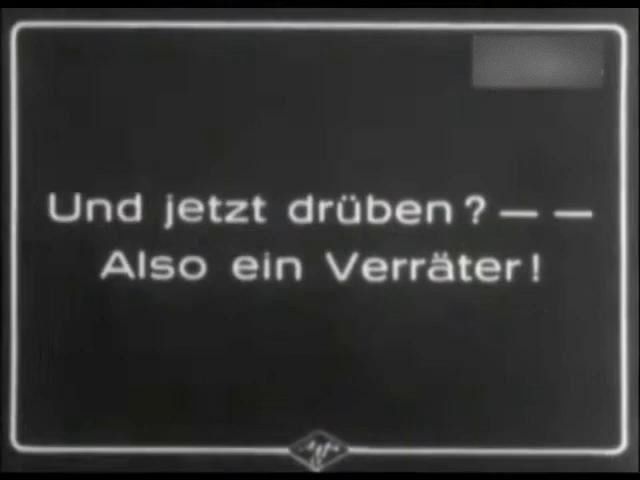 Und jetzt drüben? — —
Also ein Verräter!